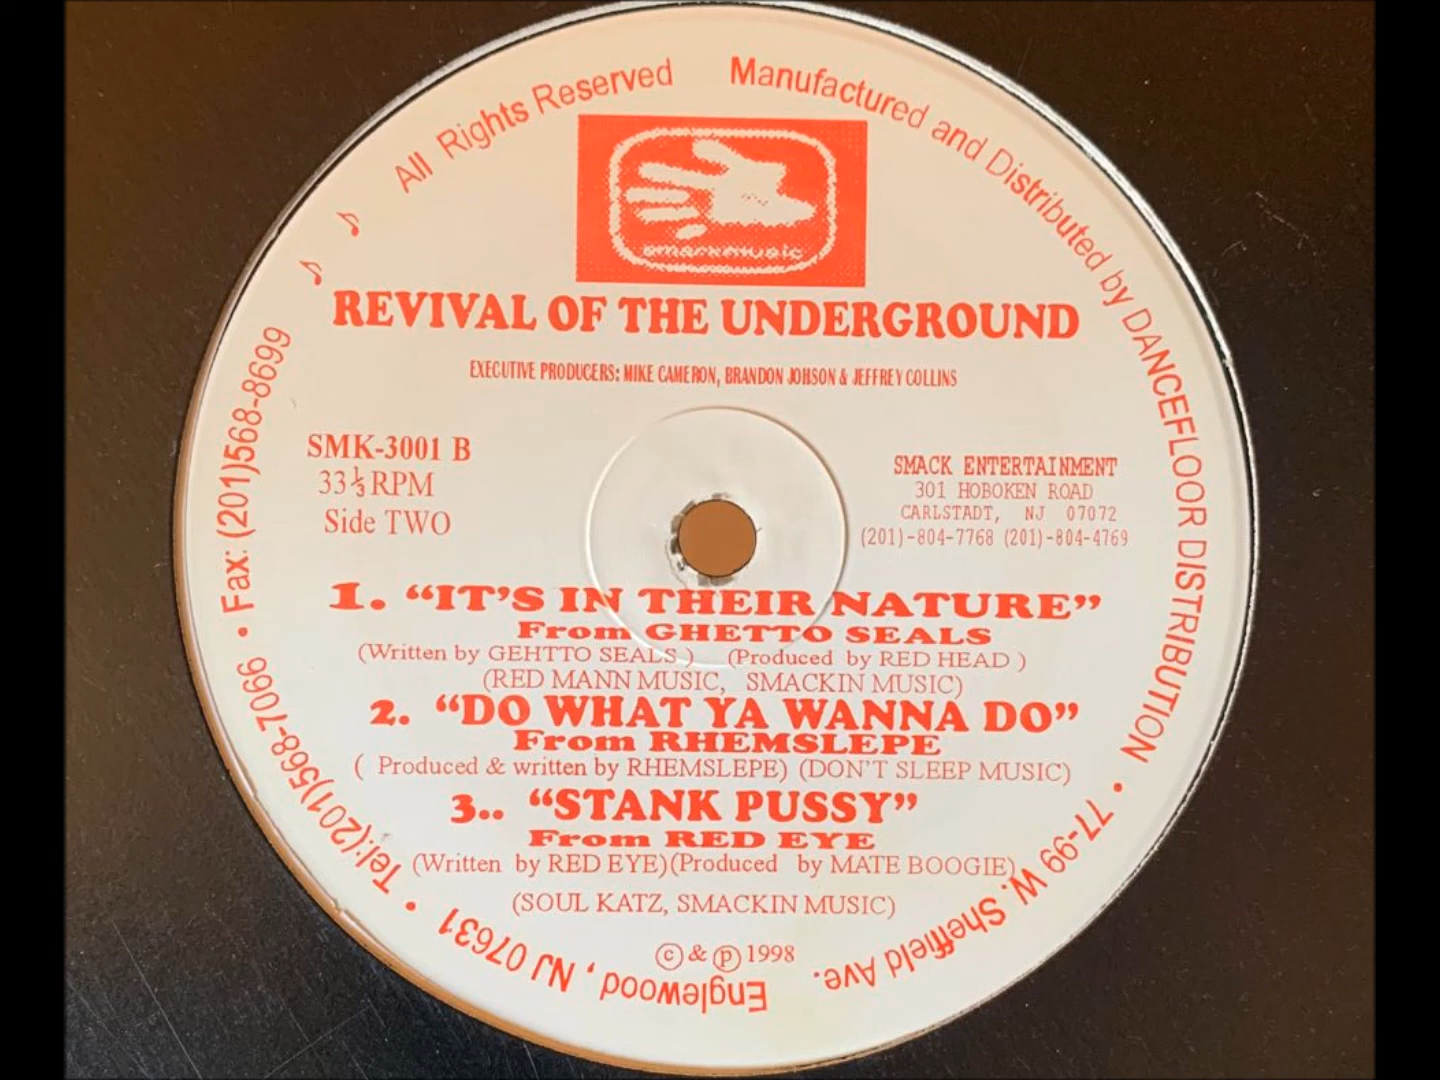 All Rights Reserved
Manufactured and Distributed by DANCEFLOOR DISTRIBUTION • 77-99 W. Sheffield Ave. Englewood, NJ 07631 • Tel:(201)568-7066 • Fax: (201)568-8699
smackmusic
REVIVAL OF THE UNDERGROUND
EXECUTIVE PRODUCERS: MIKE CAMERON, BRANDON JOHSON & JEFFREY COLLINS
SMK-3001 B
33⅓ RPM
Side TWO
SMACK ENTERTAINMENT
301 HOBOKEN ROAD
CARLSTADT, NJ 07072
(201)-804-7768 (201)-804-4769
1. “IT’S IN THEIR NATURE”
From GHETTO SEALS
(Written by GEHTTO SEALS ) (Produced by RED HEAD )
(RED MANN MUSIC, SMACKIN MUSIC)
2. “DO WHAT YA WANNA DO”
From RHEMSLEPE
( Produced & written by RHEMSLEPE) (DON’T SLEEP MUSIC)
3.. “STANK PUSSY”
From RED EYE
(Written by RED EYE)(Produced by MATE BOOGIE)
(SOUL KATZ, SMACKIN MUSIC)
© & ℗ 1998